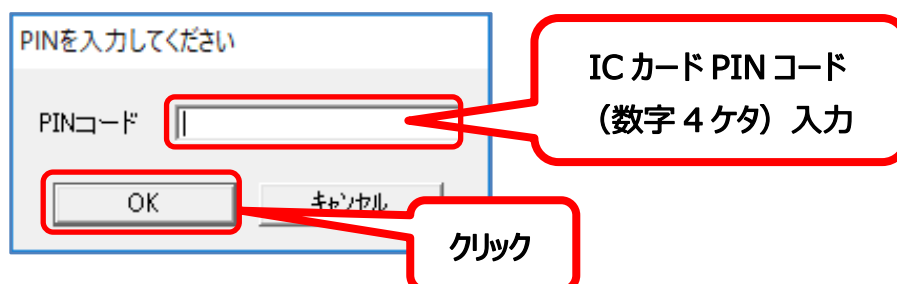 PINを入力してください
ICカードPINコード
（数字4ケタ）入力
PINコード
OK
キャンセル
クリック